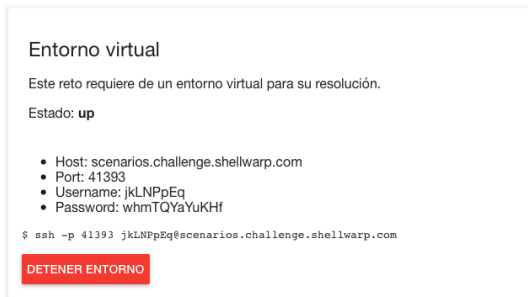 Entorno virtual
Este reto requiere de un entorno virtual para su resolución.
Estado: up
• Host: scenarios.challenge.shellwarp.com
• Port: 41393
• Username: jkLNPpEq
• Password: whmTQYaYuKHf
$ ssh -p 41393 jkLNPpEq@scenarios.challenge.shellwarp.com
DETENER ENTORNO